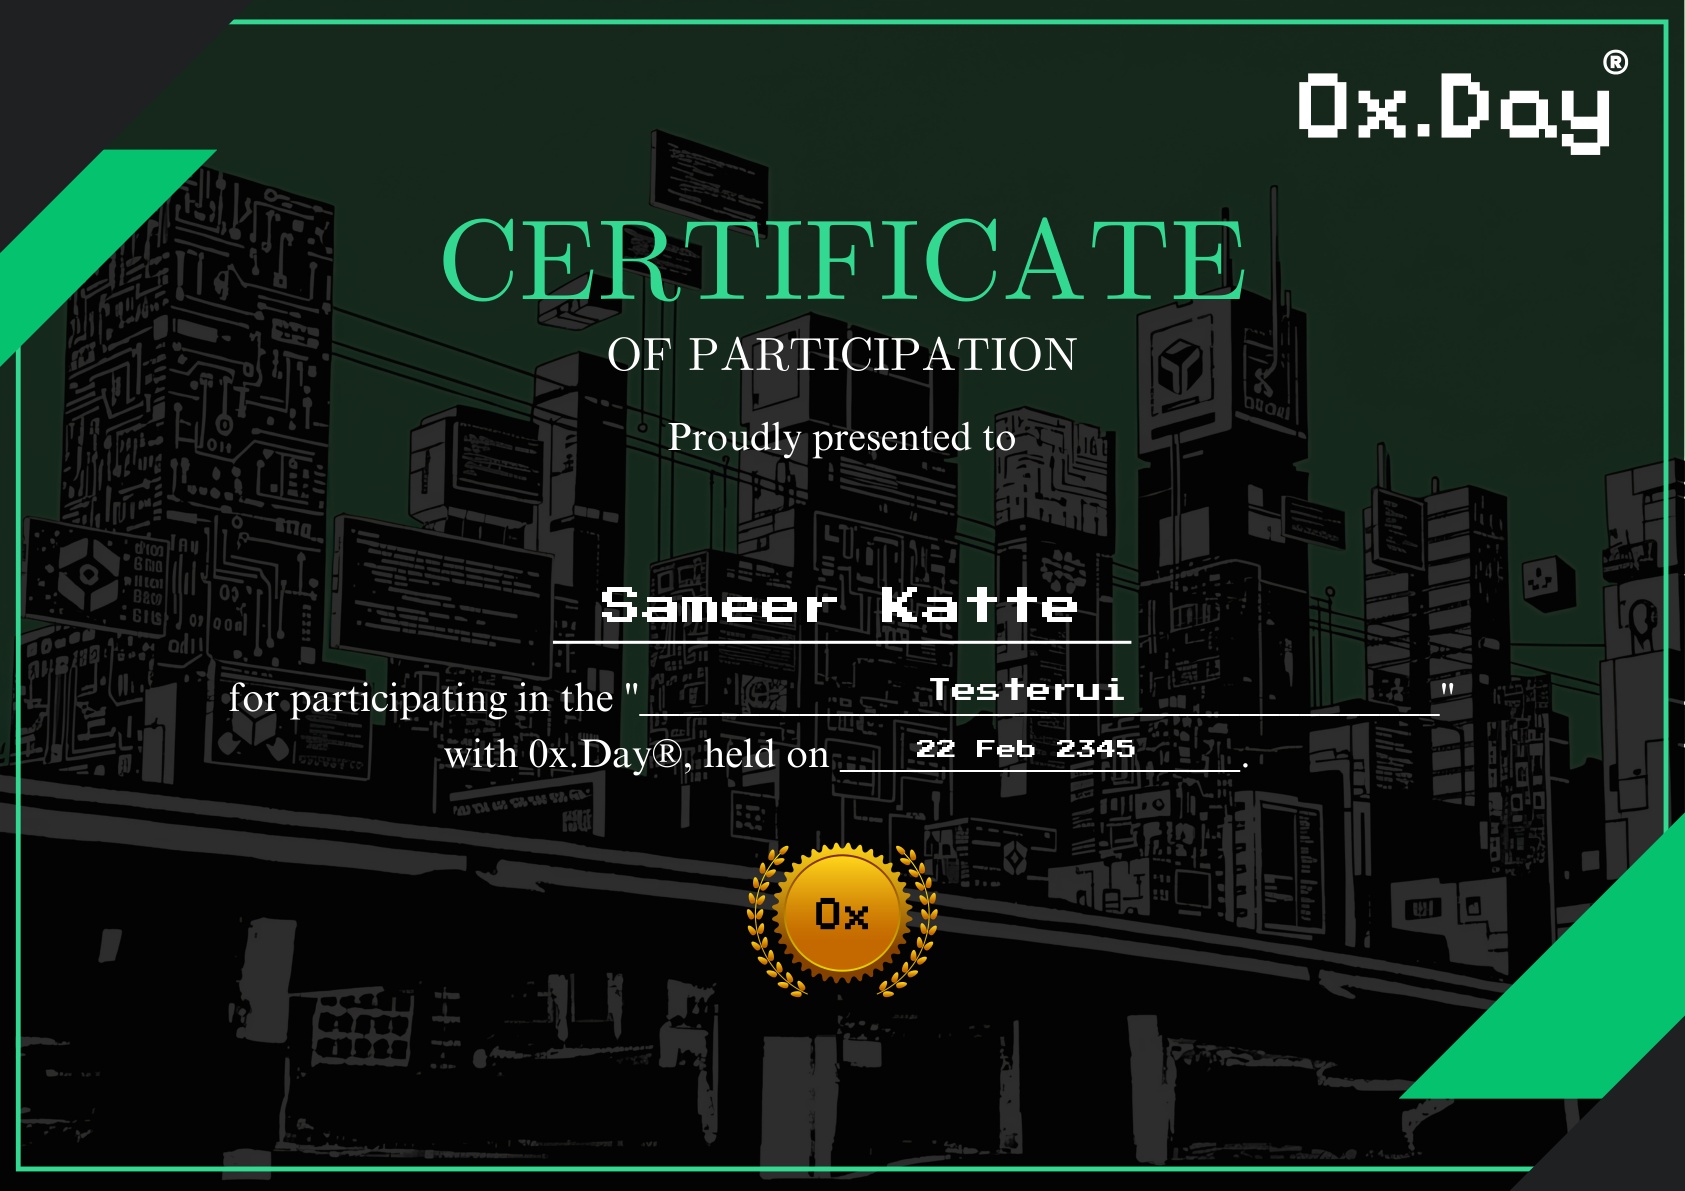 0x.Day®
CERTIFICATE
OF PARTICIPATION
Proudly presented to
Sameer Katte
for participating in the "Testerui"
with 0x.Day®, held on 22 Feb 2345.
0x